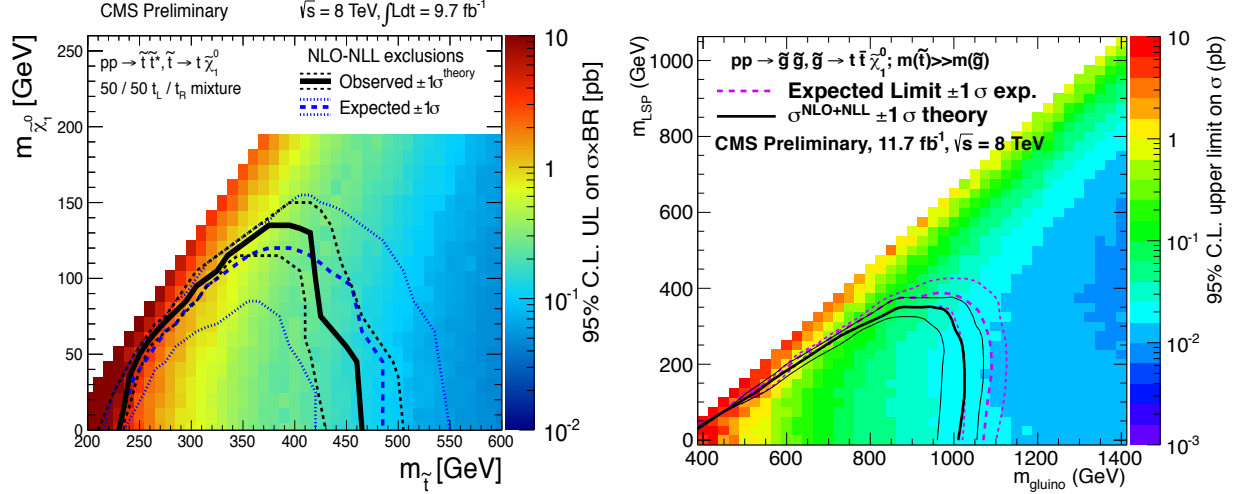 CMS Preliminary √s = 8 TeV, ∫Ldt = 9.7 fb⁻¹
pp → t̃ t̃*, t̃ → t χ̃₁⁰
50 / 50 t_L / t_R mixture
NLO-NLL exclusions
Observed ±1σ^theory
Expected ±1σ
m_χ̃₁⁰ [GeV]
250
200
150
100
50
0
200 250 300 350 400 450 500 550 600
m_t̃ [GeV]
10
1
10⁻¹
10⁻²
95% C.L. UL on σ×BR [pb]
pp → g̃ g̃, g̃ → t t̄ χ̃₁⁰; m(t̃)>>m(g̃)
Expected Limit ±1 σ exp.
σ^NLO+NLL ±1 σ theory
CMS Preliminary, 11.7 fb⁻¹, √s = 8 TeV
m_LSP (GeV)
1000
800
600
400
200
0
400 600 800 1000 1200 1400
m_gluino (GeV)
10
1
10⁻¹
10⁻²
10⁻³
95% C.L. upper limit on σ (pb)